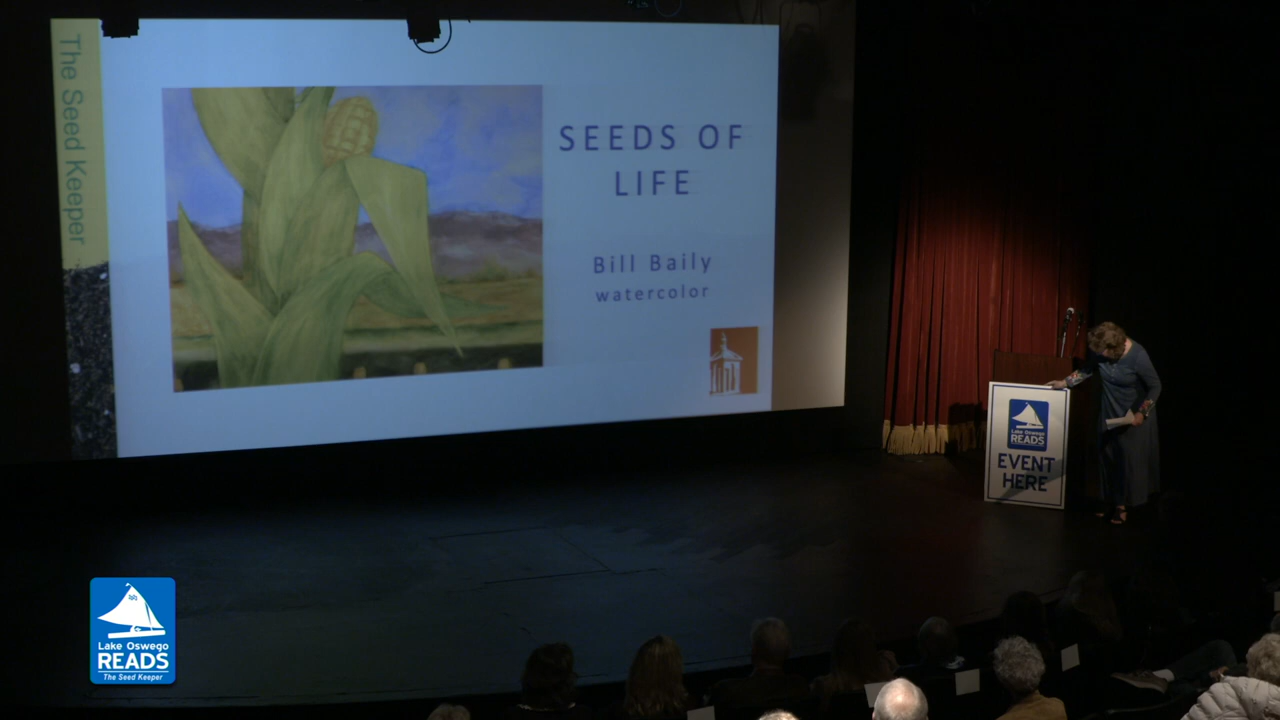 The Seed Keeper
SEEDS OF
LIFE
Bill Baily
watercolor
Lake Oswego
READS
EVENT
HERE
Lake Oswego
READS
The Seed Keeper